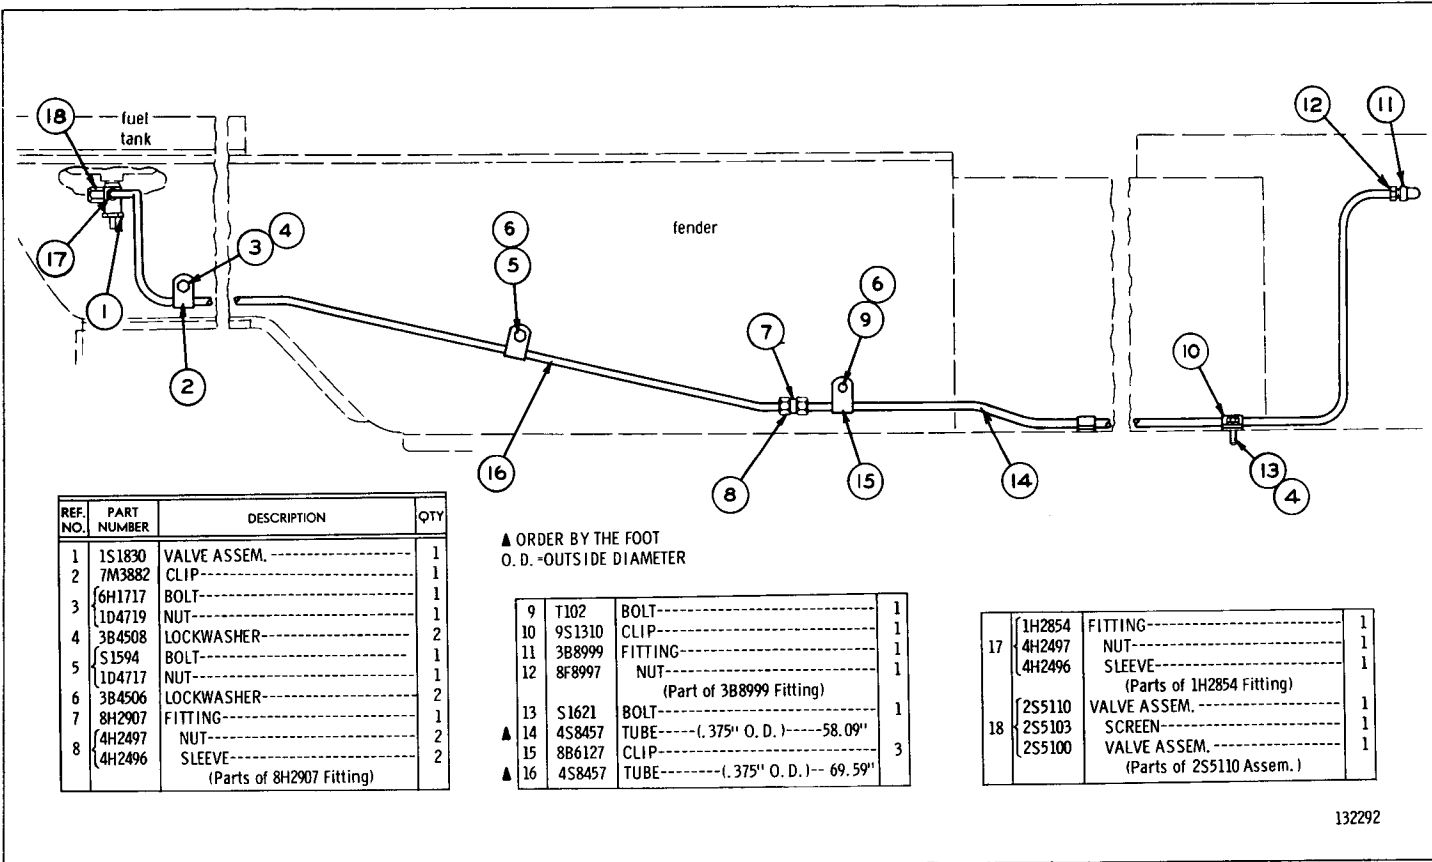 18
fuel
tank
12
11
17
3
4
fender
6
5
1
2
7
6
9
10
16
8
15
14
13
4
REF. NO. PART NUMBER DESCRIPTION QTY
1 1S1830 VALVE ASSEM. 1
2 7M3882 CLIP 1
3 6H1717 BOLT 1
1D4719 NUT 1
4 3B4508 LOCKWASHER 2
5 S1594 BOLT 1
1D4717 NUT 1
6 3B4506 LOCKWASHER 2
7 8H2907 FITTING 1
8 4H2497 NUT 2
4H2496 SLEEVE 2
(Parts of 8H2907 Fitting)
▲ ORDER BY THE FOOT
O. D. =OUTSIDE DIAMETER
9 T102 BOLT 1
10 9S1310 CLIP 1
11 3B8999 FITTING 1
12 8F8997 NUT 1
(Part of 3B8999 Fitting)
13 S1621 BOLT 1
▲ 14 4S8457 TUBE-----(.375" O. D. )-----58.09"
15 8B6127 CLIP 3
▲ 16 4S8457 TUBE--------(.375" O. D. )-- 69.59"
17 1H2854 FITTING 1
4H2497 NUT 1
4H2496 SLEEVE 1
(Parts of 1H2854 Fitting)
18 2S5110 VALVE ASSEM. 1
2S5103 SCREEN 1
2S5100 VALVE ASSEM. 1
(Parts of 2S5110 Assem. )
132292